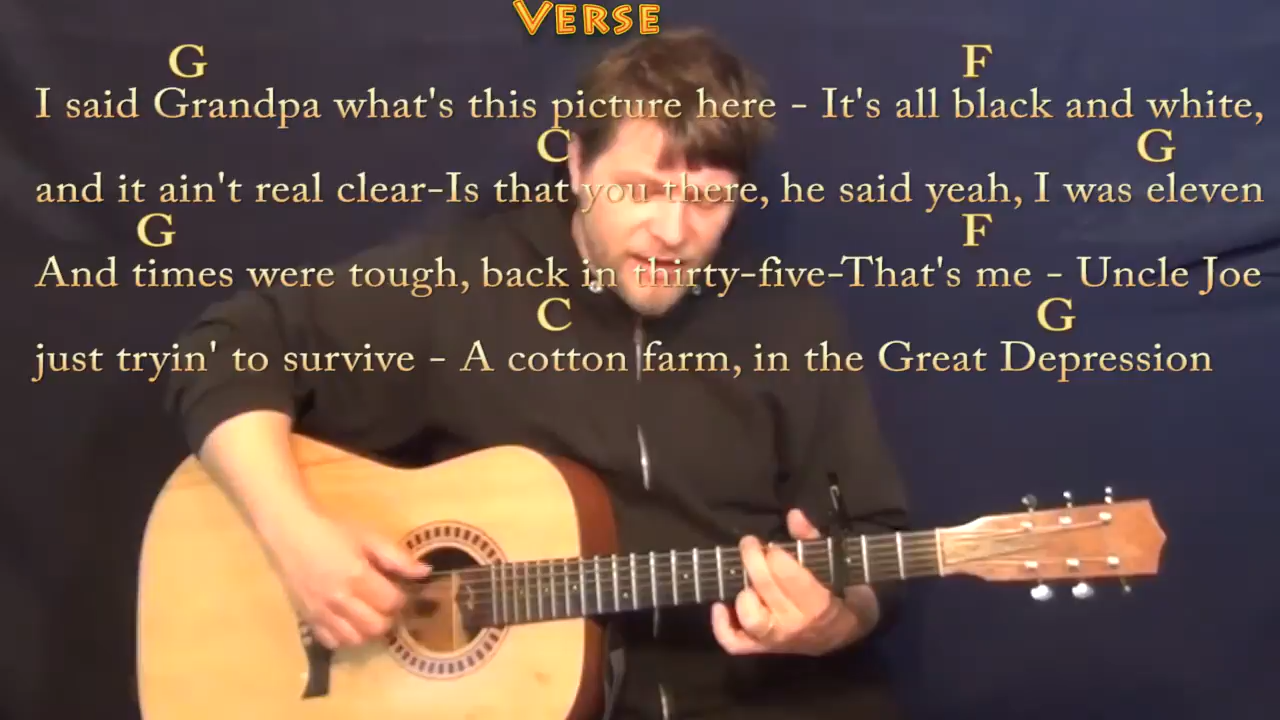 VERSE
G F
I said Grandpa what's this picture here - It's all black and white,
C G
and it ain't real clear-Is that you there, he said yeah, I was eleven
G F
And times were tough, back in thirty-five-That's me - Uncle Joe
C G
just tryin' to survive - A cotton farm, in the Great Depression